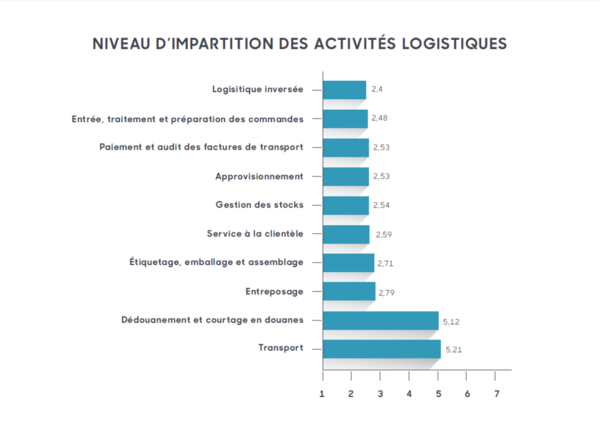 NIVEAU D'IMPARTITION DES ACTIVITÉS LOGISTIQUES
Logisitique inversée 2,4
Entrée, traitement et préparation des commandes 2,48
Paiement et audit des factures de transport 2,53
Approvisionnement 2,53
Gestion des stocks 2,54
Service à la clientèle 2,59
Étiquetage, emballage et assemblage 2,71
Entreposage 2,79
Dédouanement et courtage en douanes 5,12
Transport 5,21
1 2 3 4 5 6 7